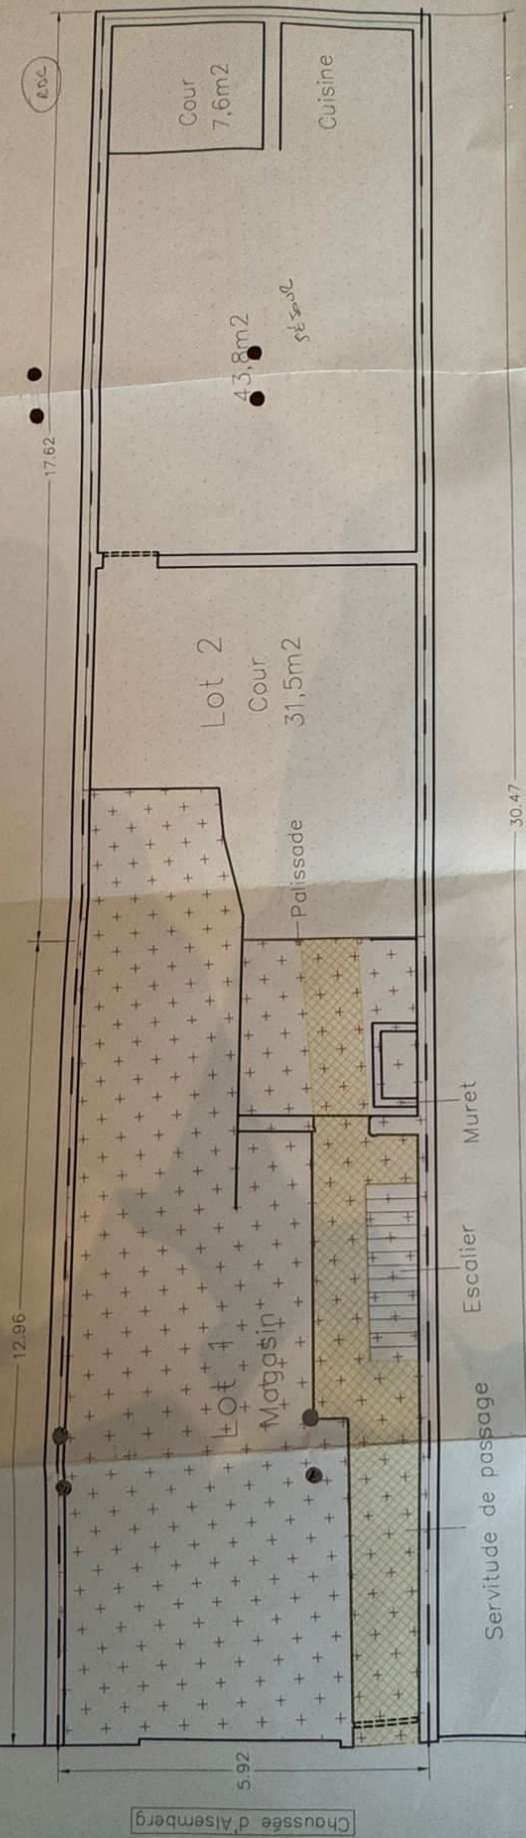 RDC
Cour
7,6m2
Cuisine
43,8m2
séjour
17.62
Lot 2
Cour
31,5m2
Palissade
30.47
12.96
Lot 1
Magasin
Muret
Escalier
Servitude de passage
5.92
Chaussée d'Alsemberg